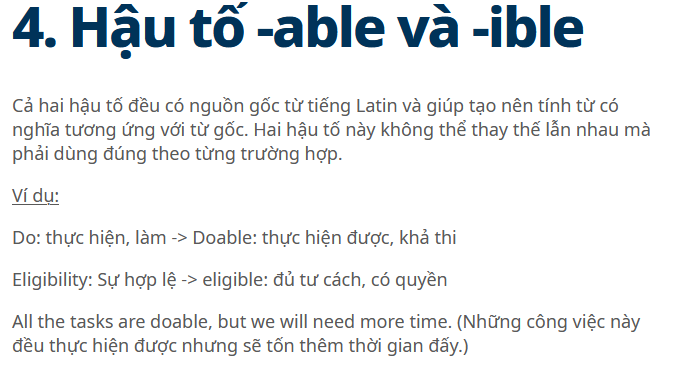 4. Hậu tố -able và -ible
Cả hai hậu tố đều có nguồn gốc từ tiếng Latin và giúp tạo nên tính từ có
nghĩa tương ứng với từ gốc. Hai hậu tố này không thể thay thế lẫn nhau mà
phải dùng đúng theo từng trường hợp.
Ví dụ:
Do: thực hiện, làm -> Doable: thực hiện được, khả thi
Eligibility: Sự hợp lệ -> eligible: đủ tư cách, có quyền
All the tasks are doable, but we will need more time. (Những công việc này
đều thực hiện được nhưng sẽ tốn thêm thời gian đấy.)